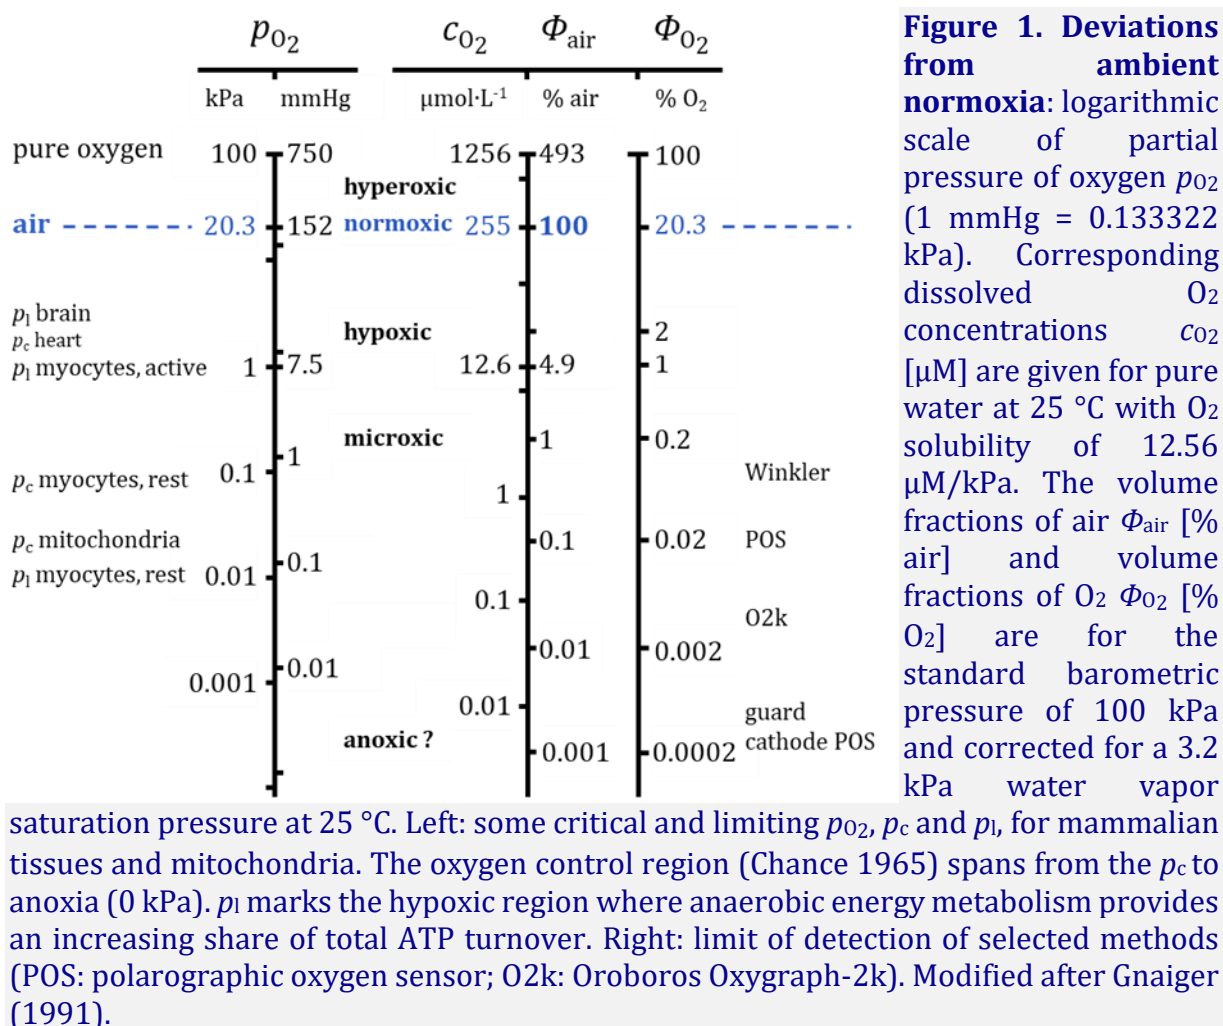 pO2 cO2 Φair ΦO2
kPa mmHg µmol·L-1 % air % O2
pure oxygen 100 750 1256 493 100
hyperoxic
air 20.3 152 normoxic 255 100 20.3
pl brain
hypoxic 2
pc heart
pl myocytes, active 1 7.5 12.6 4.9 1
microxic 1 0.2
1
pc myocytes, rest 0.1 Winkler
1
pc mitochondria 0.1 0.02 POS
0.1
pl myocytes, rest 0.01
0.1 O2k
0.01 0.002
0.01
0.001
0.01 guard
anoxic ? 0.001 0.0002 cathode POS
Figure 1. Deviations
from ambient
normoxia: logarithmic
scale of partial
pressure of oxygen pO2
(1 mmHg = 0.133322
kPa). Corresponding
dissolved O2
concentrations cO2
[µM] are given for pure
water at 25 °C with O2
solubility of 12.56
µM/kPa. The volume
fractions of air Φair [%
air] and volume
fractions of O2 ΦO2 [%
O2] are for the
standard barometric
pressure of 100 kPa
and corrected for a 3.2
kPa water vapor
saturation pressure at 25 °C. Left: some critical and limiting pO2, pc and pl, for mammalian
tissues and mitochondria. The oxygen control region (Chance 1965) spans from the pc to
anoxia (0 kPa). pl marks the hypoxic region where anaerobic energy metabolism provides
an increasing share of total ATP turnover. Right: limit of detection of selected methods
(POS: polarographic oxygen sensor; O2k: Oroboros Oxygraph-2k). Modified after Gnaiger
(1991).